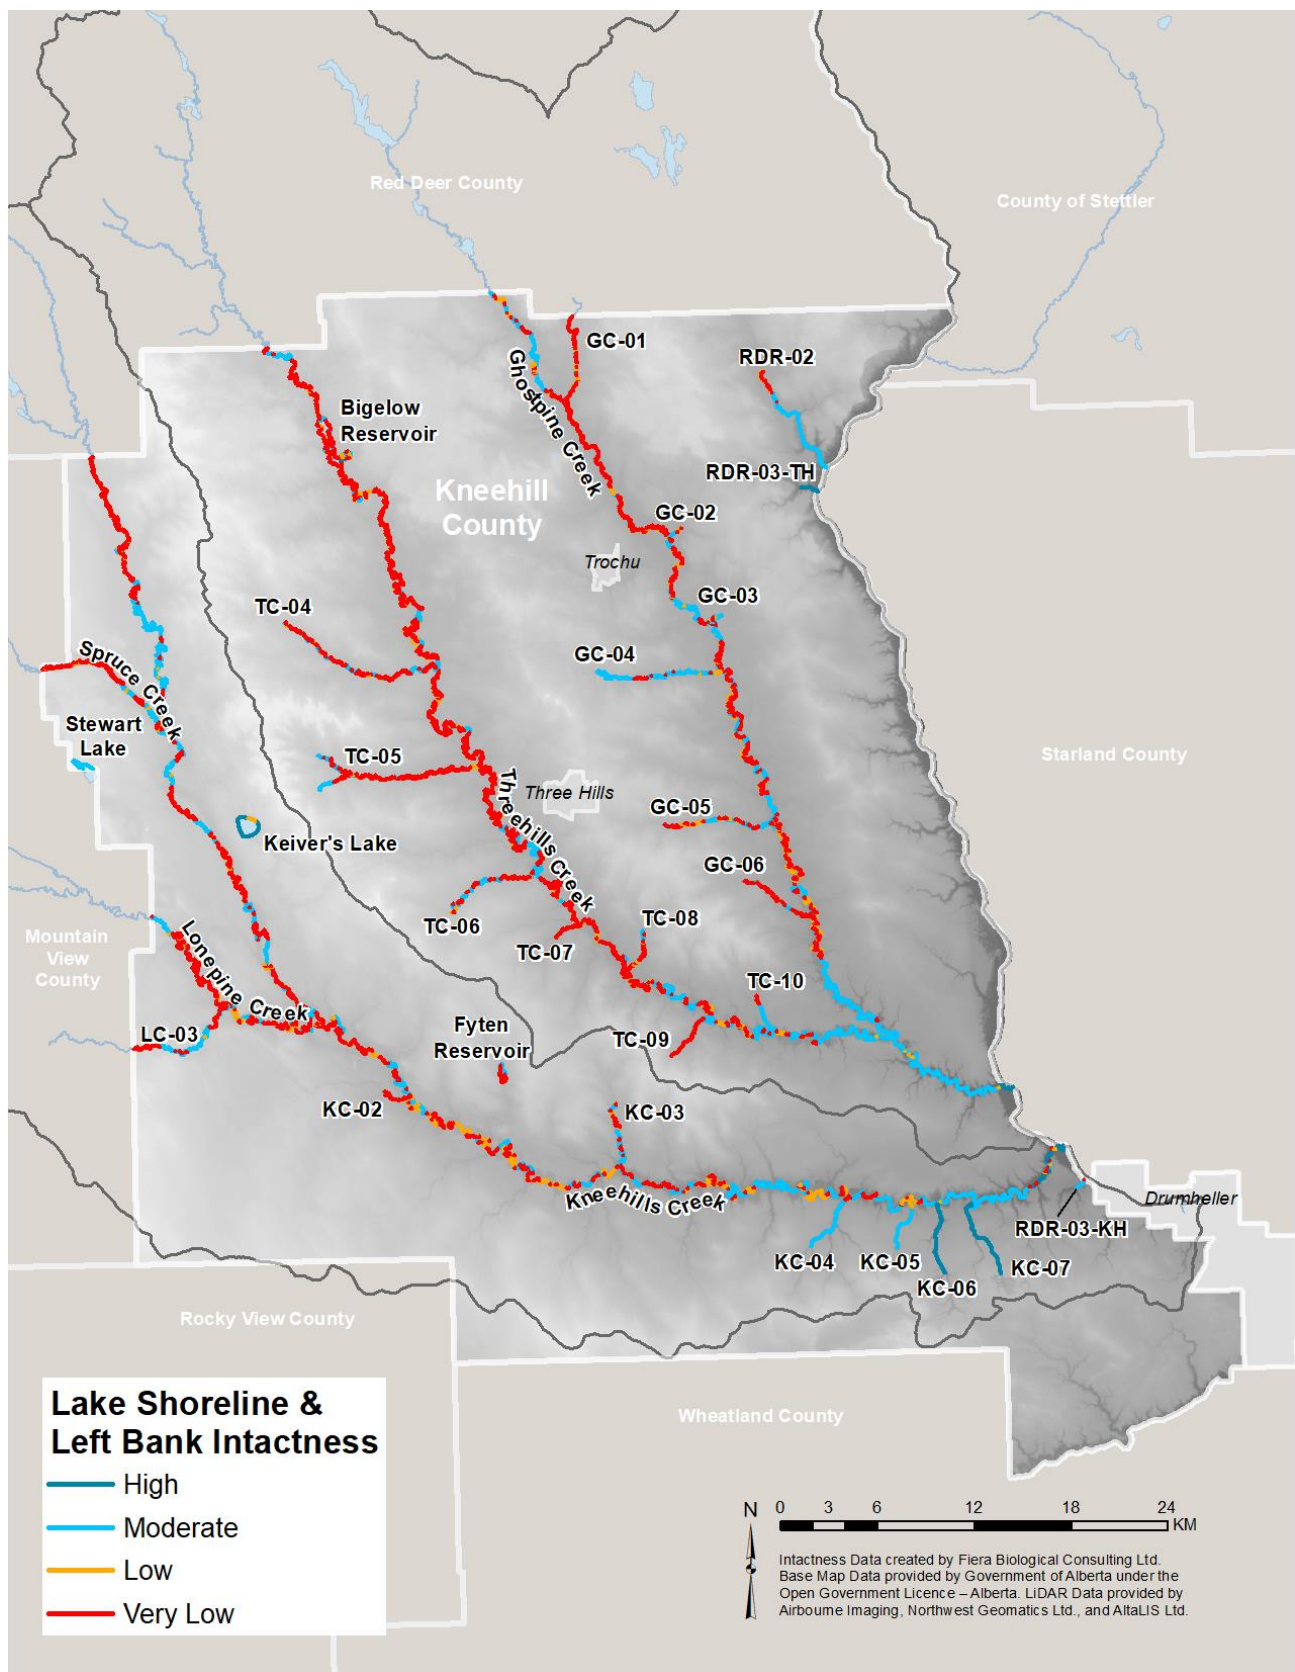 Red Deer County
County of Stettler
GC-01
RDR-02
Ghostpine Creek
Bigelow
Reservoir
RDR-03-TH
Kneehill
County
GC-02
Trochu
GC-03
TC-04
GC-04
Spruce Creek
Stewart
Lake
TC-05
Starland County
Threehills Creek
Three Hills
GC-05
Keiver's Lake
GC-06
TC-06
TC-08
TC-07
Mountain
View
County
Lonepine Creek
TC-10
Fyten
Reservoir
LC-03
TC-09
KC-02
KC-03
Kneehills Creek
Drumheller
RDR-03-KH
KC-04
KC-05
KC-06
KC-07
Rocky View County
Wheatland County
Lake Shoreline &
Left Bank Intactness
High
Moderate
Low
Very Low
N
0 3 6 12 18 24
KM
Intactness Data created by Fiera Biological Consulting Ltd.
Base Map Data provided by Government of Alberta under the
Open Government Licence – Alberta. LiDAR Data provided by
Airbourne Imaging, Northwest Geomatics Ltd., and AltaLIS Ltd.